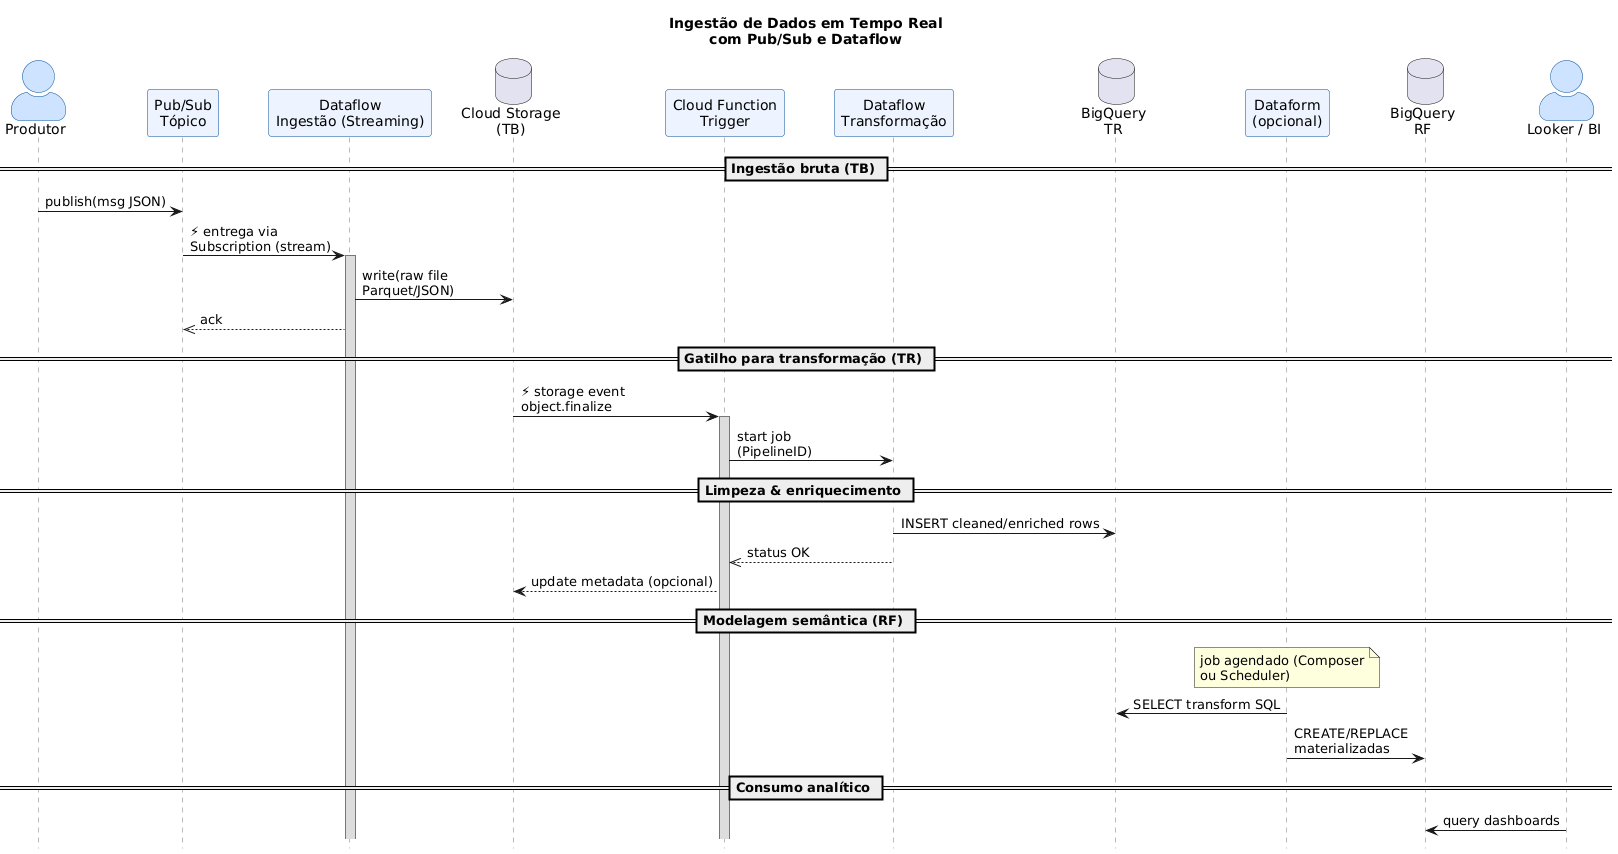 Ingestão de Dados em Tempo Real
com Pub/Sub e Dataflow
Produtor
Pub/Sub
Tópico
Dataflow
Ingestão (Streaming)
Cloud Storage
(TB)
Cloud Function
Trigger
Dataflow
Transformação
BigQuery
TR
Dataform
(opcional)
BigQuery
RF
Looker / BI
Ingestão bruta (TB)
publish(msg JSON)
⚡ entrega via
Subscription (stream)
write(raw file
Parquet/JSON)
ack
Gatilho para transformação (TR)
⚡ storage event
object.finalize
start job
(PipelineID)
Limpeza & enriquecimento
INSERT cleaned/enriched rows
status OK
update metadata (opcional)
Modelagem semântica (RF)
job agendado (Composer
ou Scheduler)
SELECT transform SQL
CREATE/REPLACE
materializadas
Consumo analítico
query dashboards